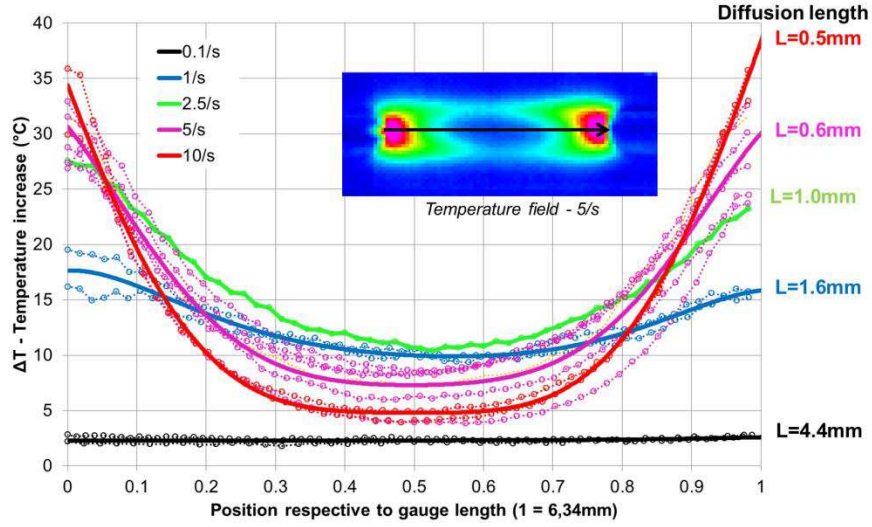 Diffusion length
40
35
30
25
20
15
10
5
0
ΔT - Temperature increase (°C)
0.1/s
1/s
2.5/s
5/s
10/s
Temperature field - 5/s
L=0.5mm
L=0.6mm
L=1.0mm
L=1.6mm
L=4.4mm
0 0.1 0.2 0.3 0.4 0.5 0.6 0.7 0.8 0.9 1
Position respective to gauge length (1 = 6,34mm)